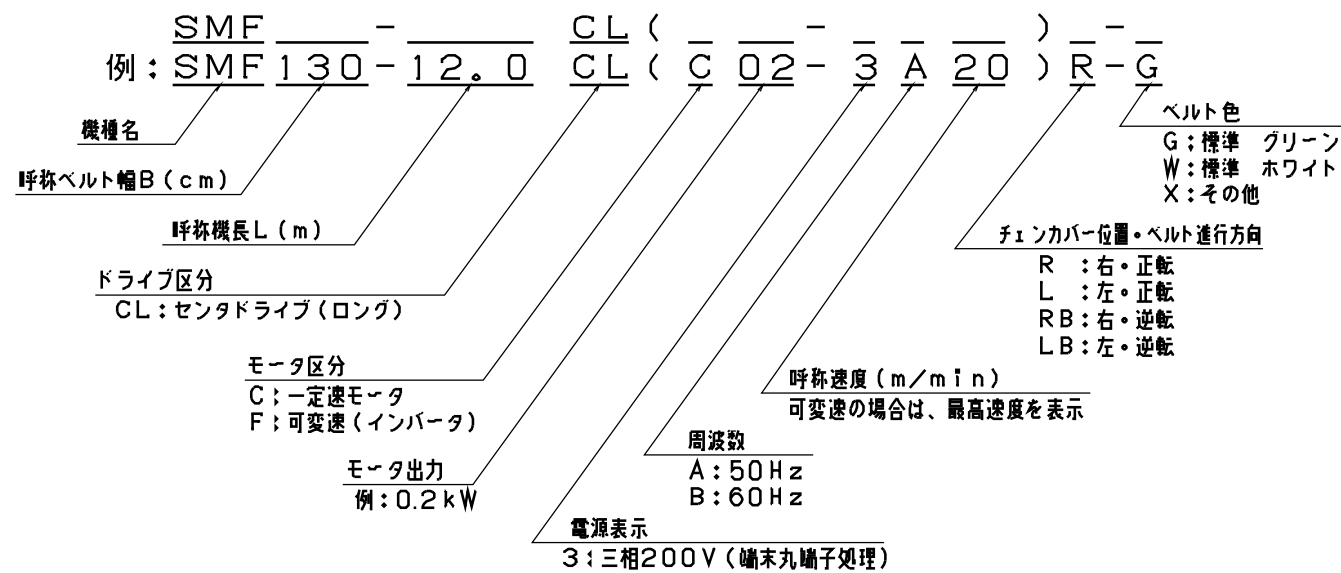 SMF - CL( - ) -
例：SMF130-12.0 CL(C02-3A20)R-G
機種名
呼称ベルト幅B(cm)
呼称機長L(m)
ドライブ区分
CL：センタドライブ(ロング)
モータ区分
C：一定速モータ
F：可変速(インバータ)
モータ出力
例：0.2kW
電源表示
3：三相200V(端末丸端子処理)
周波数
A：50Hz
B：60Hz
呼称速度(m/min)
可変速の場合は、最高速度を表示
チェンカバー位置・ベルト進行方向
R ：右・正転
L ：左・正転
RB：右・逆転
LB：左・逆転
ベルト色
G：標準 グリーン
W：標準 ホワイト
X：その他